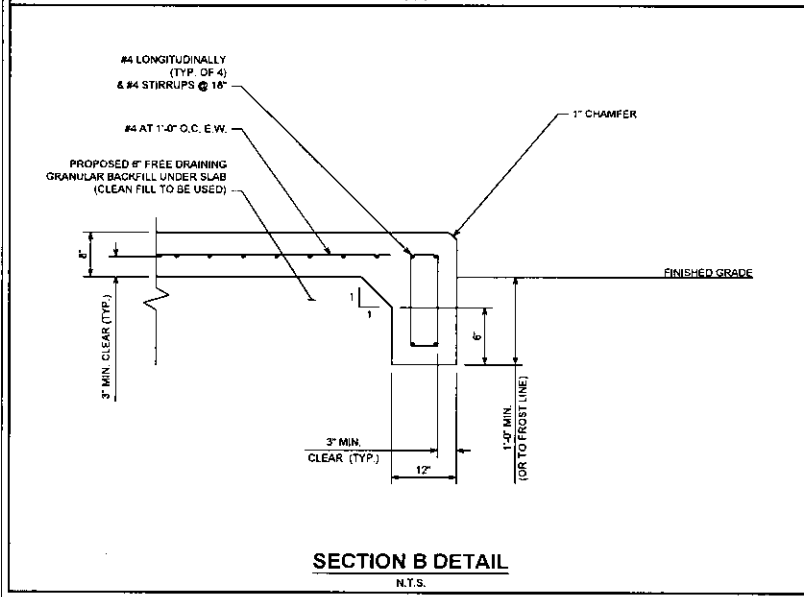 #4 LONGITUDINALLY
(TYP. OF 4)
& #4 STIRRUPS @ 18"
#4 AT 1'-0" O.C. E.W.
1" CHAMFER
PROPOSED 6" FREE DRAINING
GRANULAR BACKFILL UNDER SLAB
(CLEAN FILL TO BE USED)
8"
3" MIN. CLEAR (TYP.)
1
1
FINISHED GRADE
6"
1'-0" MIN.
(OR TO FROST LINE)
3" MIN.
CLEAR (TYP.)
12"
SECTION B DETAIL
N.T.S.